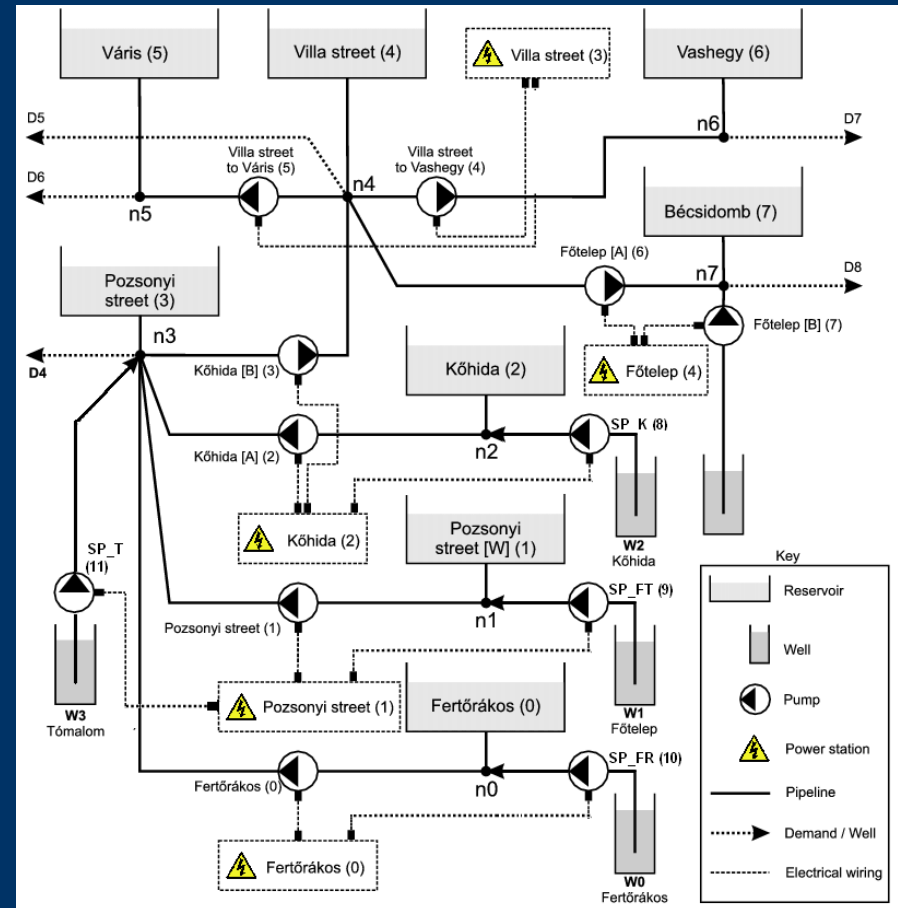 Váris (5)
Villa street (4)
Villa street (3)
Vashegy (6)
D5
D7
n6
Villa street
to Váris (5)
Villa street
to Vashegy (4)
D6
n4
n5
Bécsidomb (7)
Pozsonyi
street (3)
Főtelep [A] (6)
n7
D8
n3
Főtelep [B] (7)
D4
Kőhida [B] (3)
Kőhida (2)
Főtelep (4)
SP_K (8)
Kőhida [A] (2)
n2
Pozsonyi
street [W] (1)
Kőhida (2)
W2
Kőhida
SP_T
(11)
Key
Reservoir
SP_FT (9)
Pozsonyi street (1)
n1
Well
Fertőrákos (0)
Pozsonyi street (1)
W1
Főtelep
Pump
W3
Tómalom
Power station
SP_FR (10)
Fertőrákos (0)
n0
Pipeline
Demand / Well
Fertőrákos (0)
W0
Fertőrákos
Electrical wiring